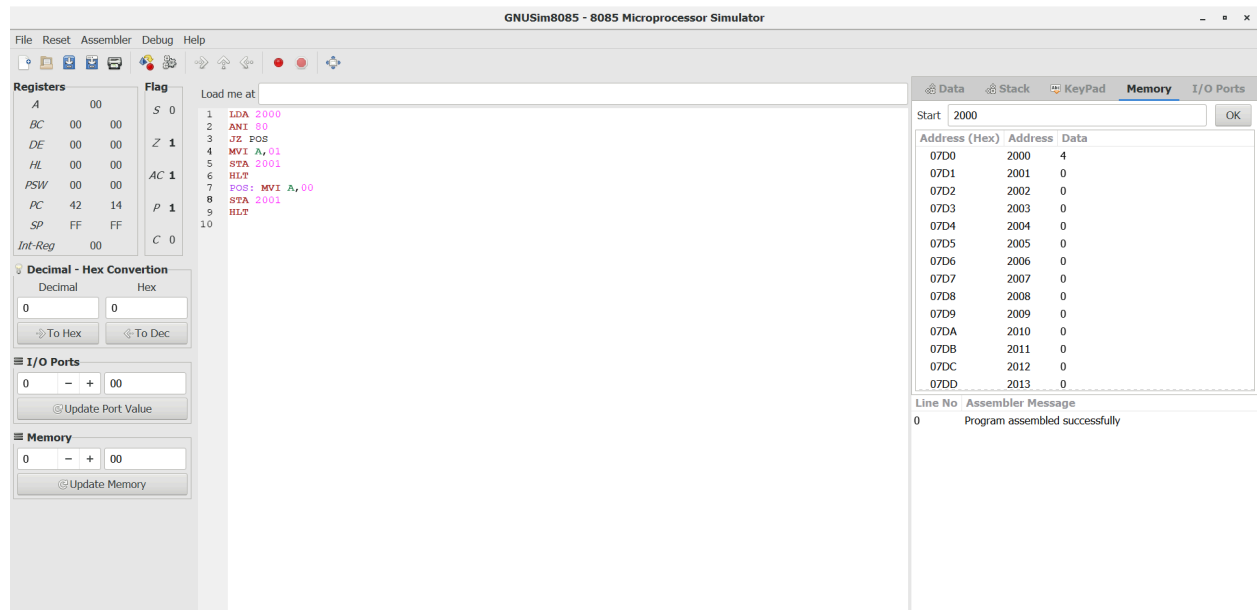 GNUSim8085 - 8085 Microprocessor Simulator
File Reset Assembler Debug Help
Registers
A 00
BC 00 00
DE 00 00
HL 00 00
PSW 00 00
PC 42 14
SP FF FF
Int-Reg 00
Flag
S 0
Z 1
AC 1
P 1
C 0
Decimal - Hex Convertion
Decimal Hex
0 0
To Hex To Dec
I/O Ports
0 - + 00
Update Port Value
Memory
0 - + 00
Update Memory
Load me at
1 LDA 2000
2 ANI 80
3 JZ POS
4 MVI A,01
5 STA 2001
6 HLT
7 POS: MVI A,00
8 STA 2001
9 HLT
10
Data Stack KeyPad Memory I/O Ports
Start 2000 OK
Address (Hex) Address Data
07D0 2000 4
07D1 2001 0
07D2 2002 0
07D3 2003 0
07D4 2004 0
07D5 2005 0
07D6 2006 0
07D7 2007 0
07D8 2008 0
07D9 2009 0
07DA 2010 0
07DB 2011 0
07DC 2012 0
07DD 2013 0
Line No Assembler Message
0 Program assembled successfully